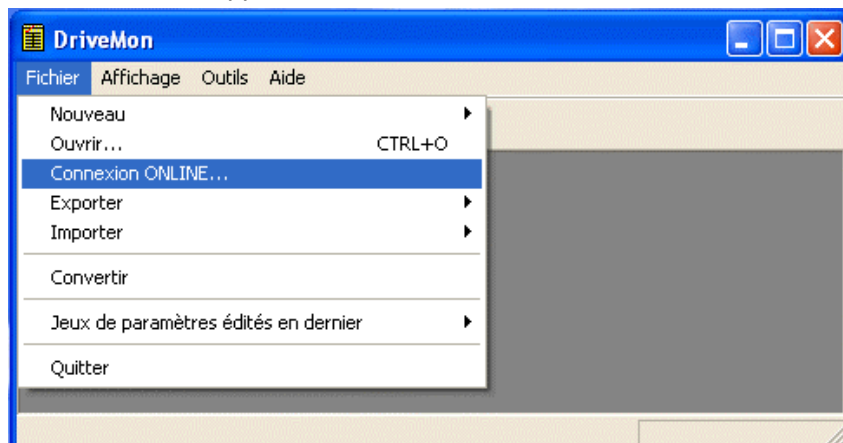 DriveMon
Fichier Affichage Outils Aide
Nouveau
Ouvrir... CTRL+O
Connexion ONLINE...
Exporter
Importer
Convertir
Jeux de paramètres édités en dernier
Quitter